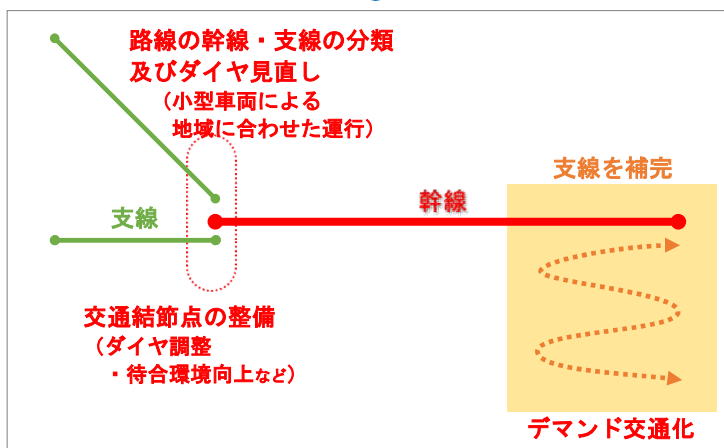 路線の幹線・支線の分類
及びダイヤ見直し
（小型車両による
地域に合わせた運行）
支線を補完
幹線
支線
交通結節点の整備
（ダイヤ調整
・待合環境向上など）
デマンド交通化